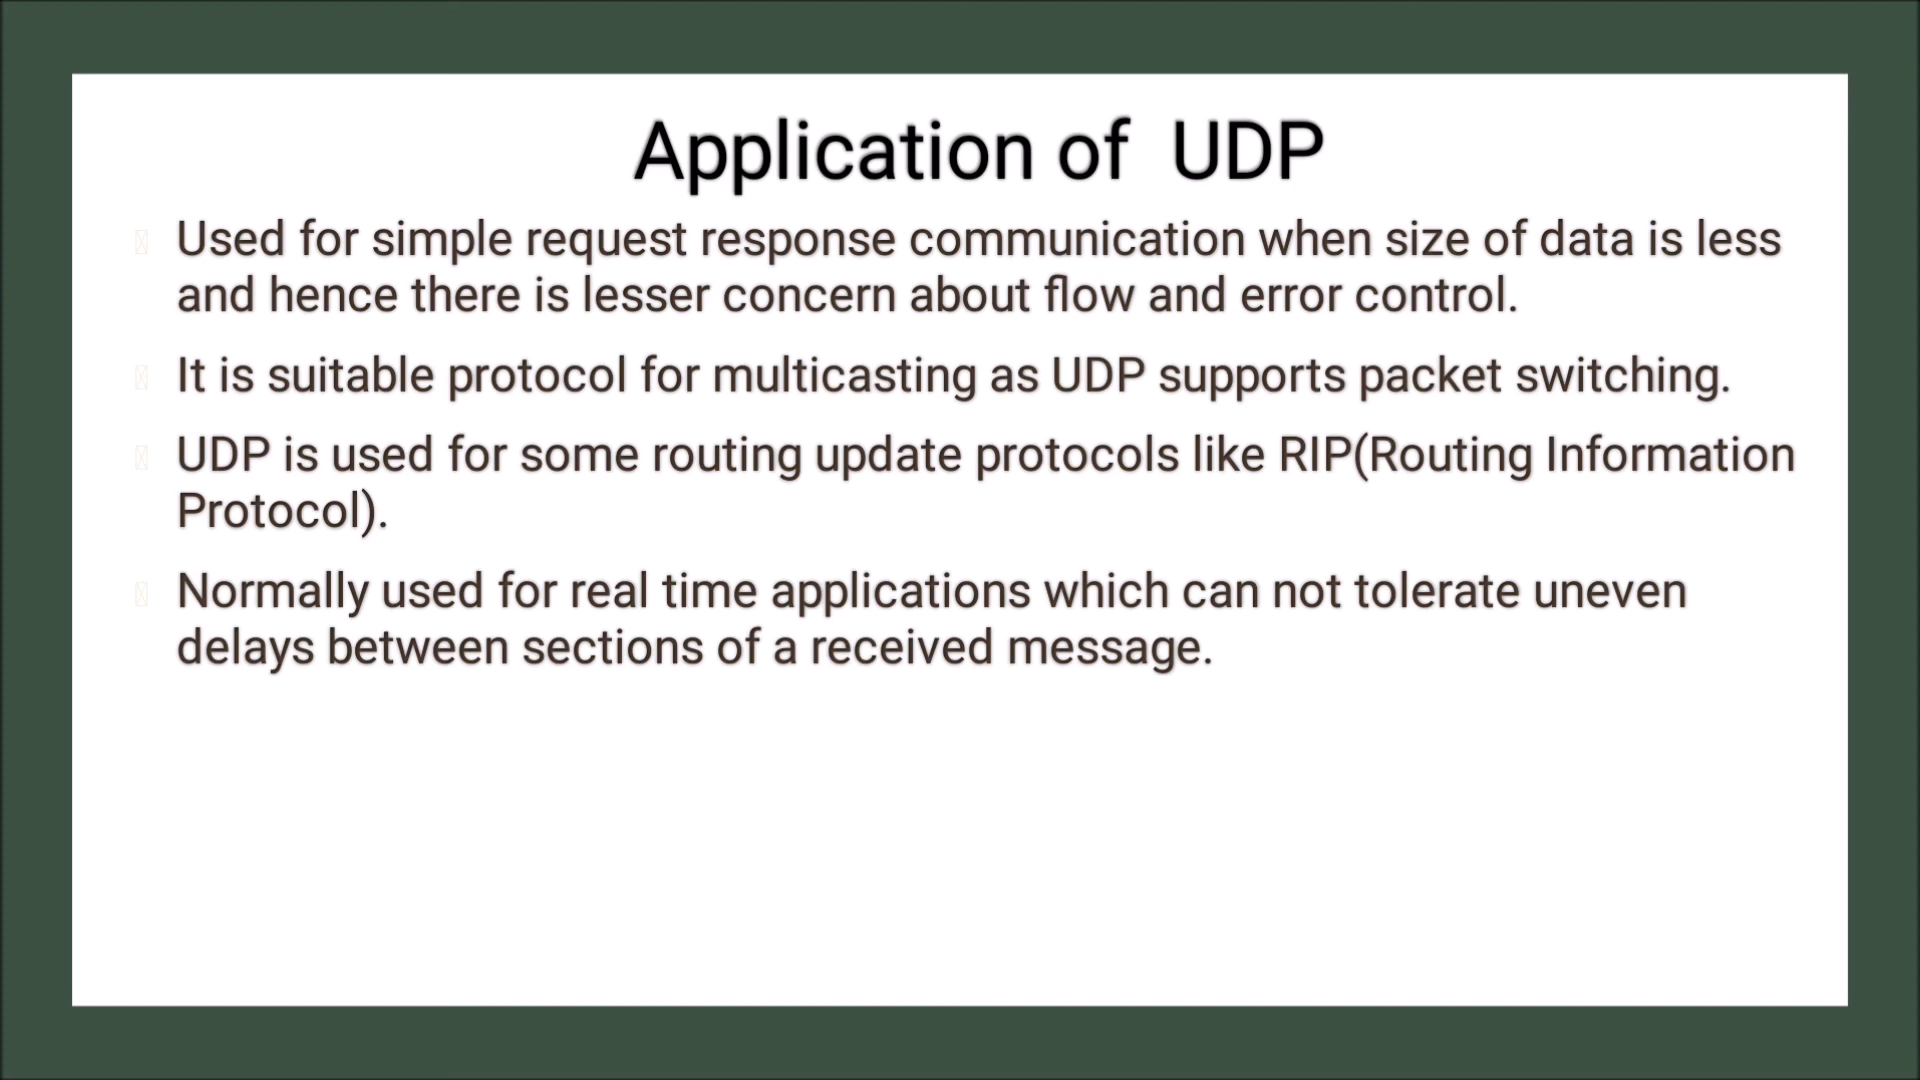 Application of  UDP
Used for simple request response communication when size of data is less
and hence there is lesser concern about flow and error control.
It is suitable protocol for multicasting as UDP supports packet switching.
UDP is used for some routing update protocols like RIP(Routing Information
Protocol).
Normally used for real time applications which can not tolerate uneven
delays between sections of a received message.